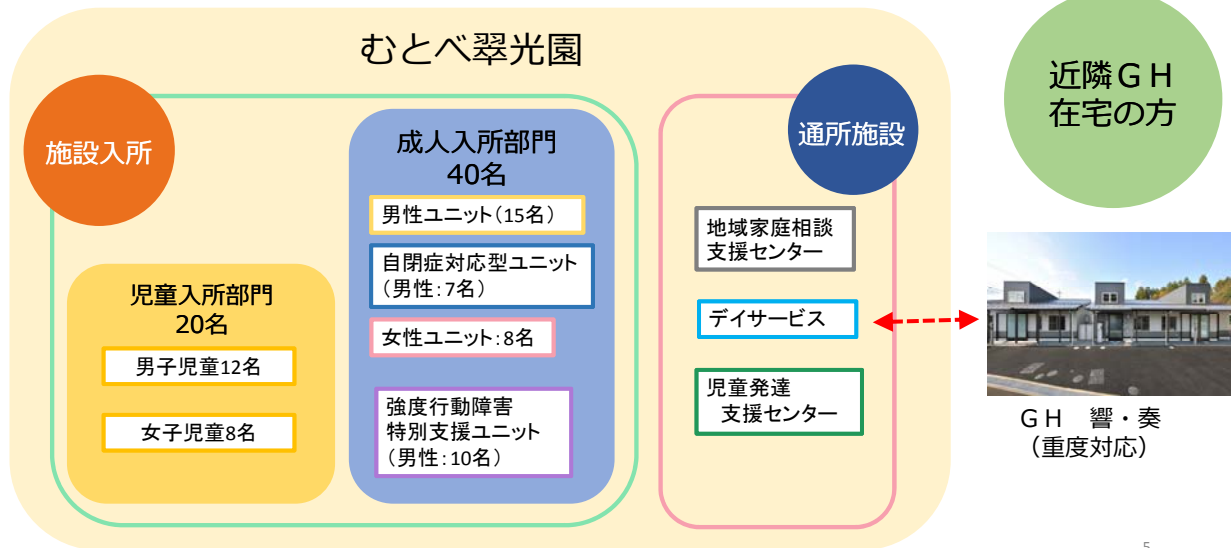 むとべ翠光園
施設入所
児童入所部門
20名
男子児童12名
女子児童8名
成人入所部門
40名
男性ユニット（15名）
自閉症対応型ユニット
（男性：7名）
女性ユニット：8名
強度行動障害
特別支援ユニット
（男性：10名）
通所施設
地域家庭相談
支援センター
デイサービス
児童発達
支援センター
近隣ＧＨ
在宅の方
ＧＨ　響・奏
（重度対応）
5